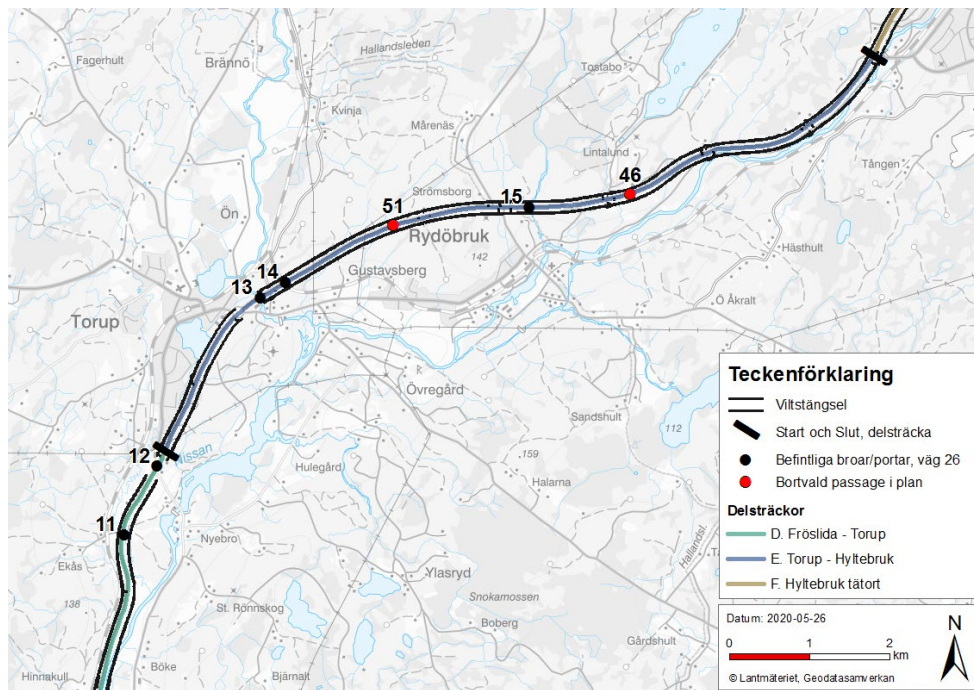 Fagerhult
Brännö
Hallandsleden
Tostabo
Kvinja
Mårenäs
Lintalund
Tången
46
Strömsborg
15
Ön
51
Rydöbruk
142
Hästhult
14
13
Gustavsberg
Ö Åkralt
Torup
Övregård
Sandshult
112
12
Nissan
Hulegård
159
Halarna
11
Nyebro
Hallandsl.
Ekås
Ylasryd
138
St. Rönnskog
Snokamossen
Boberg
Gårdshult
Hinnskull
Böke
Bjärnalt
Teckenförklaring
Viltstängsel
Start och Slut, delsträcka
Befintliga broar/portar, väg 26
Bortvald passage i plan
Delsträckor
D. Fröslida - Torup
E. Torup - Hyltebruk
F. Hyltebruk tätort
Datum: 2020-05-26
N
0 1 2
km
© Lantmäteriet, Geodatasamverkan